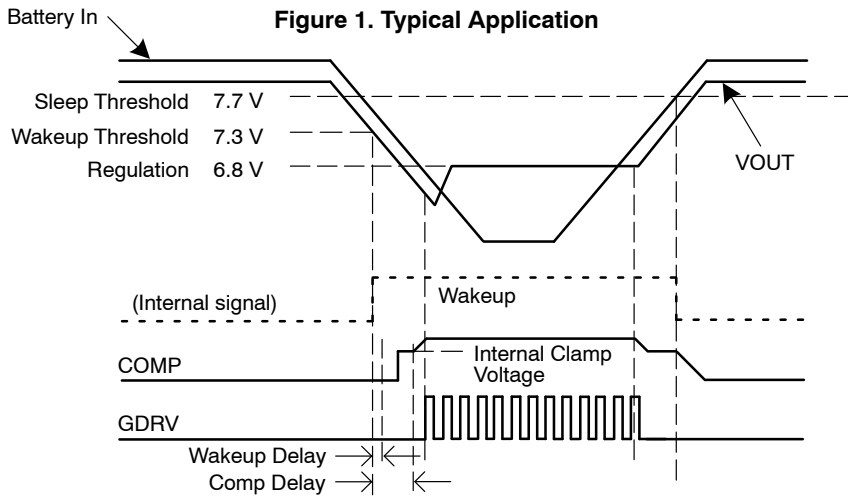 Battery In
Figure 1. Typical Application
Sleep Threshold 7.7 V
Wakeup Threshold 7.3 V
Regulation 6.8 V
VOUT
(Internal signal)
Wakeup
COMP
Internal Clamp
Voltage
GDRV
Wakeup Delay
Comp Delay